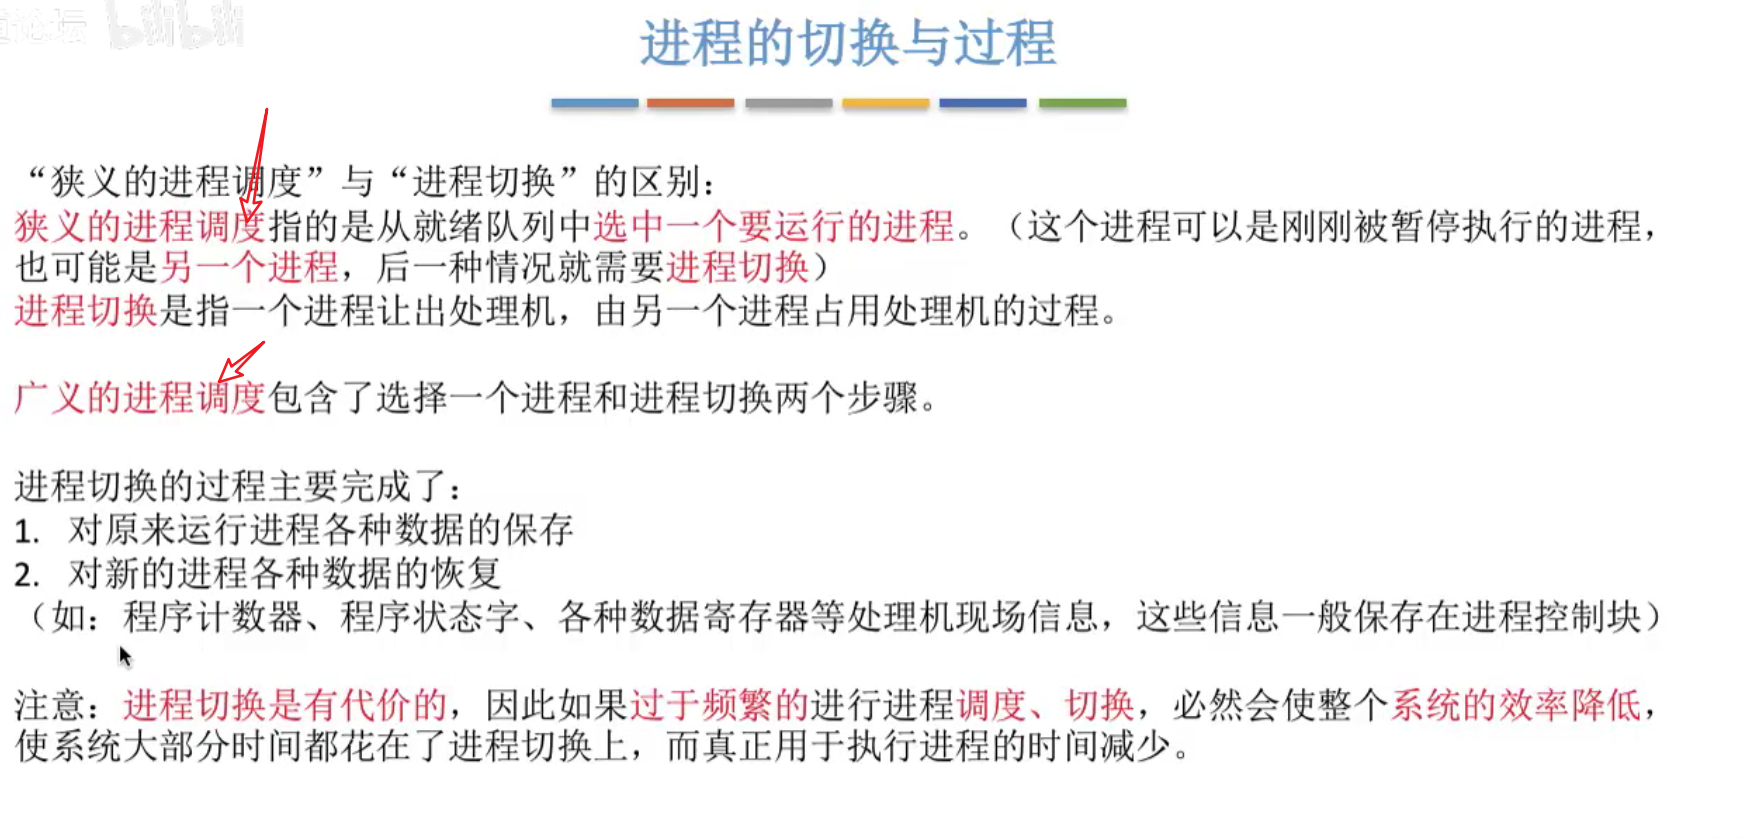 论坛 bilibili
进程的切换与过程
“狭义的进程调度”与“进程切换”的区别：
狭义的进程调度指的是从就绪队列中选中一个要运行的进程。（这个进程可以是刚刚被暂停执行的进程，
也可能是另一个进程，后一种情况就需要进程切换）
进程切换是指一个进程让出处理机，由另一个进程占用处理机的过程。
广义的进程调度包含了选择一个进程和进程切换两个步骤。
进程切换的过程主要完成了：
1. 对原来运行进程各种数据的保存
2. 对新的进程各种数据的恢复
（如：程序计数器、程序状态字、各种数据寄存器等处理机现场信息，这些信息一般保存在进程控制块）
注意：进程切换是有代价的，因此如果过于频繁的进行进程调度、切换，必然会使整个系统的效率降低，
使系统大部分时间都花在了进程切换上，而真正用于执行进程的时间减少。